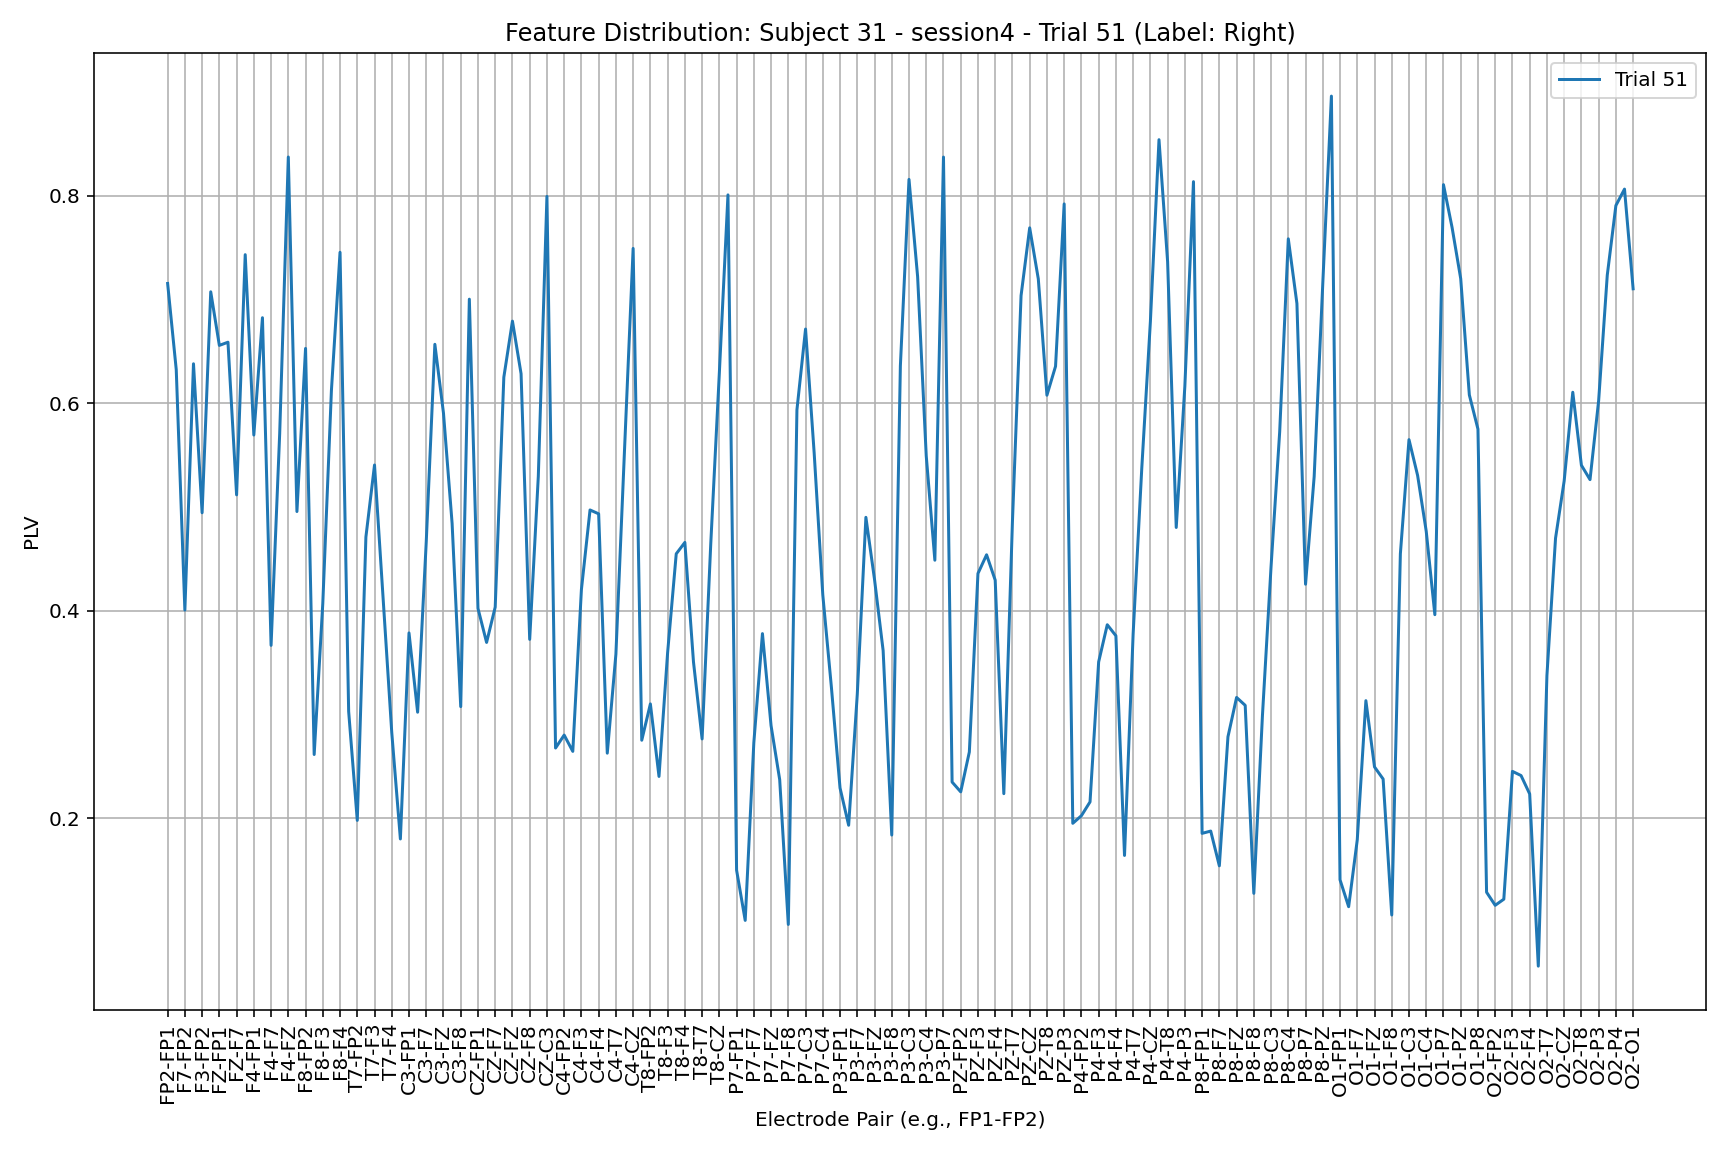 Feature Distribution: Subject 31 - session4 - Trial 51 (Label: Right)
Trial 51
PLV
0.8
0.6
0.4
0.2
FP2-FP1
F7-FP2
F3-FP2
FZ-FP1
FZ-F7
F4-FP1
F4-F7
F4-FZ
F8-FP2
F8-F3
F8-F4
T7-FP2
T7-F3
T7-F4
C3-FP1
C3-F7
C3-FZ
C3-F8
CZ-FP1
CZ-F7
CZ-FZ
CZ-F8
CZ-C3
C4-FP2
C4-F3
C4-F4
C4-T7
C4-CZ
T8-FP2
T8-F3
T8-F4
T8-T7
T8-CZ
P7-FP1
P7-F7
P7-FZ
P7-F8
P7-C3
P7-C4
P3-FP1
P3-F7
P3-FZ
P3-F8
P3-C3
P3-C4
P3-P7
PZ-FP2
PZ-F3
PZ-F4
PZ-T7
PZ-CZ
PZ-T8
PZ-P3
P4-FP2
P4-F3
P4-F4
P4-T7
P4-CZ
P4-T8
P4-P3
P8-FP1
P8-F7
P8-FZ
P8-F8
P8-C3
P8-C4
P8-P7
P8-PZ
O1-FP1
O1-F7
O1-FZ
O1-F8
O1-C3
O1-C4
O1-P7
O1-PZ
O1-P8
O2-FP2
O2-F3
O2-F4
O2-T7
O2-CZ
O2-T8
O2-P3
O2-P4
O2-O1
Electrode Pair (e.g., FP1-FP2)